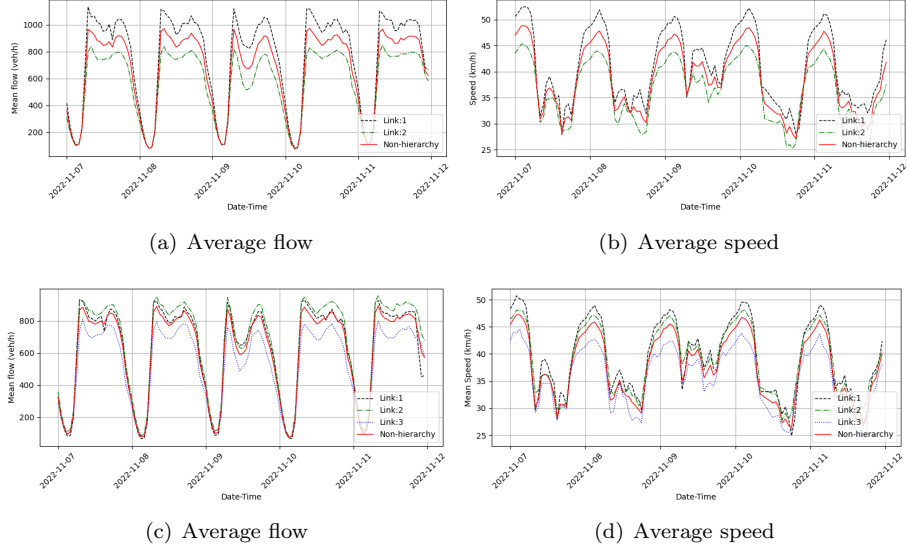 Mean flow (veh/h)
1000
800
600
400
200
2022-11-07
2022-11-08
2022-11-09
2022-11-10
2022-11-11
2022-11-12
Date-Time
Link:1
Link:2
Non-hierarchy
(a) Average flow
Speed (km/h)
50
45
40
35
30
25
2022-11-07
2022-11-08
2022-11-09
2022-11-10
2022-11-11
2022-11-12
Date-Time
Link:1
Link:2
Non-hierarchy
(b) Average speed
Mean flow (veh/h)
800
600
400
200
2022-11-07
2022-11-08
2022-11-09
2022-11-10
2022-11-11
2022-11-12
Date-Time
Link:1
Link:2
Link:3
Non-hierarchy
(c) Average flow
Mean Speed (km/h)
50
45
40
35
30
25
2022-11-07
2022-11-08
2022-11-09
2022-11-10
2022-11-11
2022-11-12
Date-Time
Link:1
Link:2
Link:3
Non-hierarchy
(d) Average speed